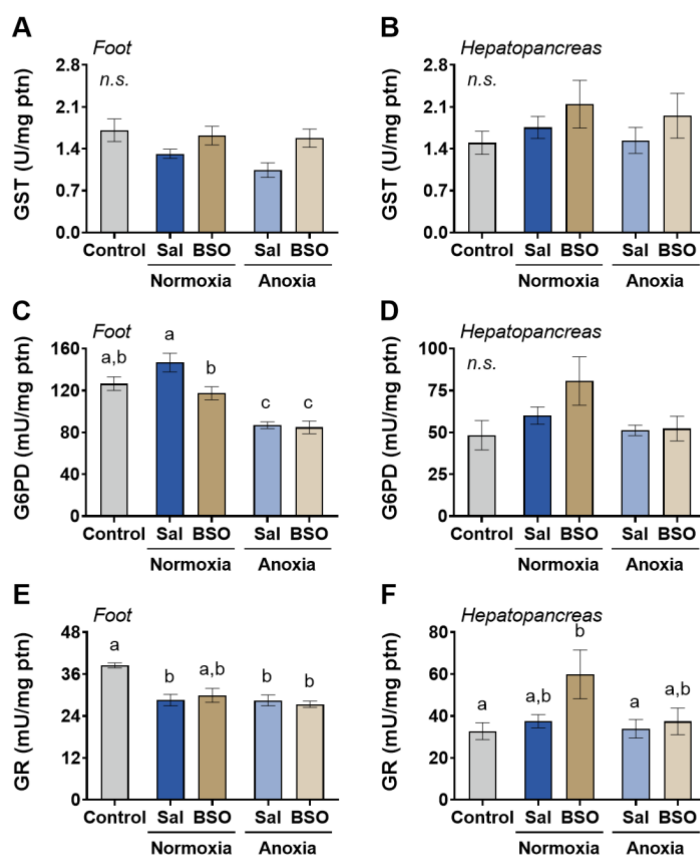 A
Foot
n.s.
GST (U/mg ptn)
2.8
2.1
1.4
0.7
0.0
Control Sal BSO Sal BSO
Normoxia Anoxia
B
Hepatopancreas
n.s.
GST (U/mg ptn)
2.8
2.1
1.4
0.7
0.0
Control Sal BSO Sal BSO
Normoxia Anoxia
C
Foot
a,b a b c c
G6PD (mU/mg ptn)
160
120
80
40
0
Control Sal BSO Sal BSO
Normoxia Anoxia
D
Hepatopancreas
n.s.
G6PD (mU/mg ptn)
100
75
50
25
0
Control Sal BSO Sal BSO
Normoxia Anoxia
E
Foot
a b a,b b b
GR (mU/mg ptn)
48
36
24
12
0
Control Sal BSO Sal BSO
Normoxia Anoxia
F
Hepatopancreas
a a,b b a a,b
GR (mU/mg ptn)
80
60
40
20
0
Control Sal BSO Sal BSO
Normoxia Anoxia